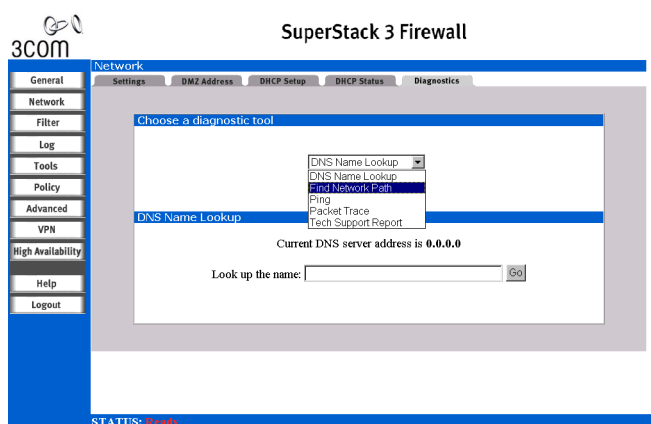 3com
SuperStack 3 Firewall
Network
General
Settings
DMZ Address
DHCP Setup
DHCP Status
Diagnostics
Network
Filter
Log
Tools
Policy
Advanced
VPN
High Availability
Help
Logout
Choose a diagnostic tool
DNS Name Lookup
DNS Name Lookup
Find Network Path
Ping
Packet Trace
Tech Support Report
DNS Name Lookup
Current DNS server address is 0.0.0.0
Look up the name:
Go
STATUS: Ready